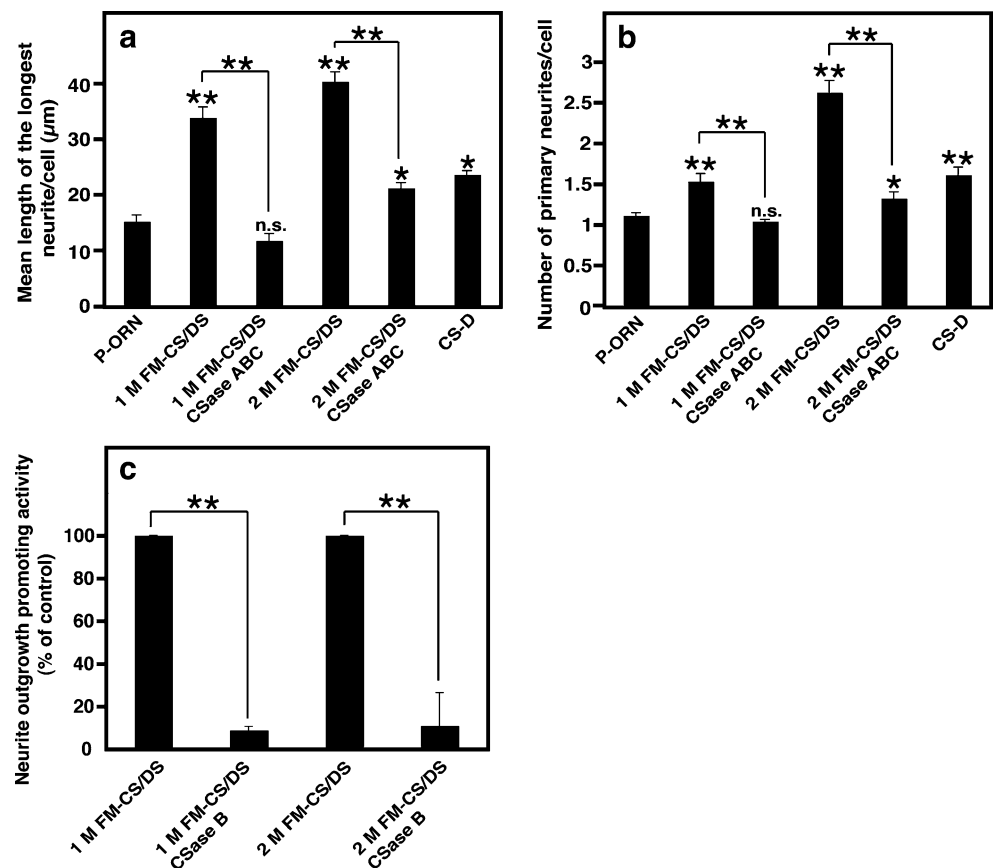 a
Mean length of the longest
neurite/cell (µm)
40
30
20
10
0
**
**
n.s.
**
**
*
*
P-ORN
1 M FM-CS/DS
1 M FM-CS/DS
CSase ABC
2 M FM-CS/DS
2 M FM-CS/DS
CSase ABC
CS-D
b
Number of primary neurites/cell
3
2.5
2
1.5
1
0.5
0
**
**
n.s.
**
**
*
**
P-ORN
1 M FM-CS/DS
1 M FM-CS/DS
CSase ABC
2 M FM-CS/DS
2 M FM-CS/DS
CSase ABC
CS-D
c
Neurite outgrowth promoting activity
(% of control)
100
80
60
40
20
0
**
**
1 M FM-CS/DS
1 M FM-CS/DS
CSase B
2 M FM-CS/DS
2 M FM-CS/DS
CSase B